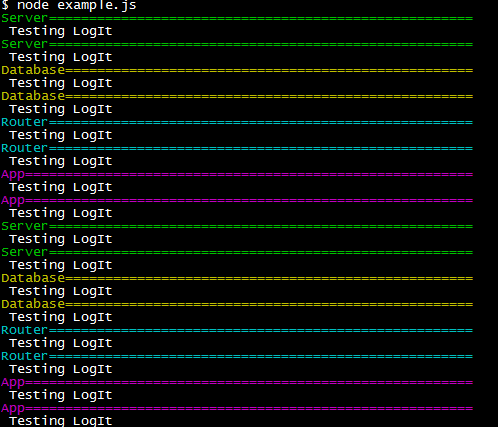 $ node example.js
Server=====================================================
 Testing LogIt
Server=====================================================
 Testing LogIt
Database===================================================
 Testing LogIt
Database===================================================
 Testing LogIt
Router=====================================================
 Testing LogIt
Router=====================================================
 Testing LogIt
App========================================================
 Testing LogIt
App========================================================
 Testing LogIt
Server=====================================================
 Testing LogIt
Server=====================================================
 Testing LogIt
Database===================================================
 Testing LogIt
Database===================================================
 Testing LogIt
Router=====================================================
 Testing LogIt
Router=====================================================
 Testing LogIt
App========================================================
 Testing LogIt
App========================================================
 Testing LogIt